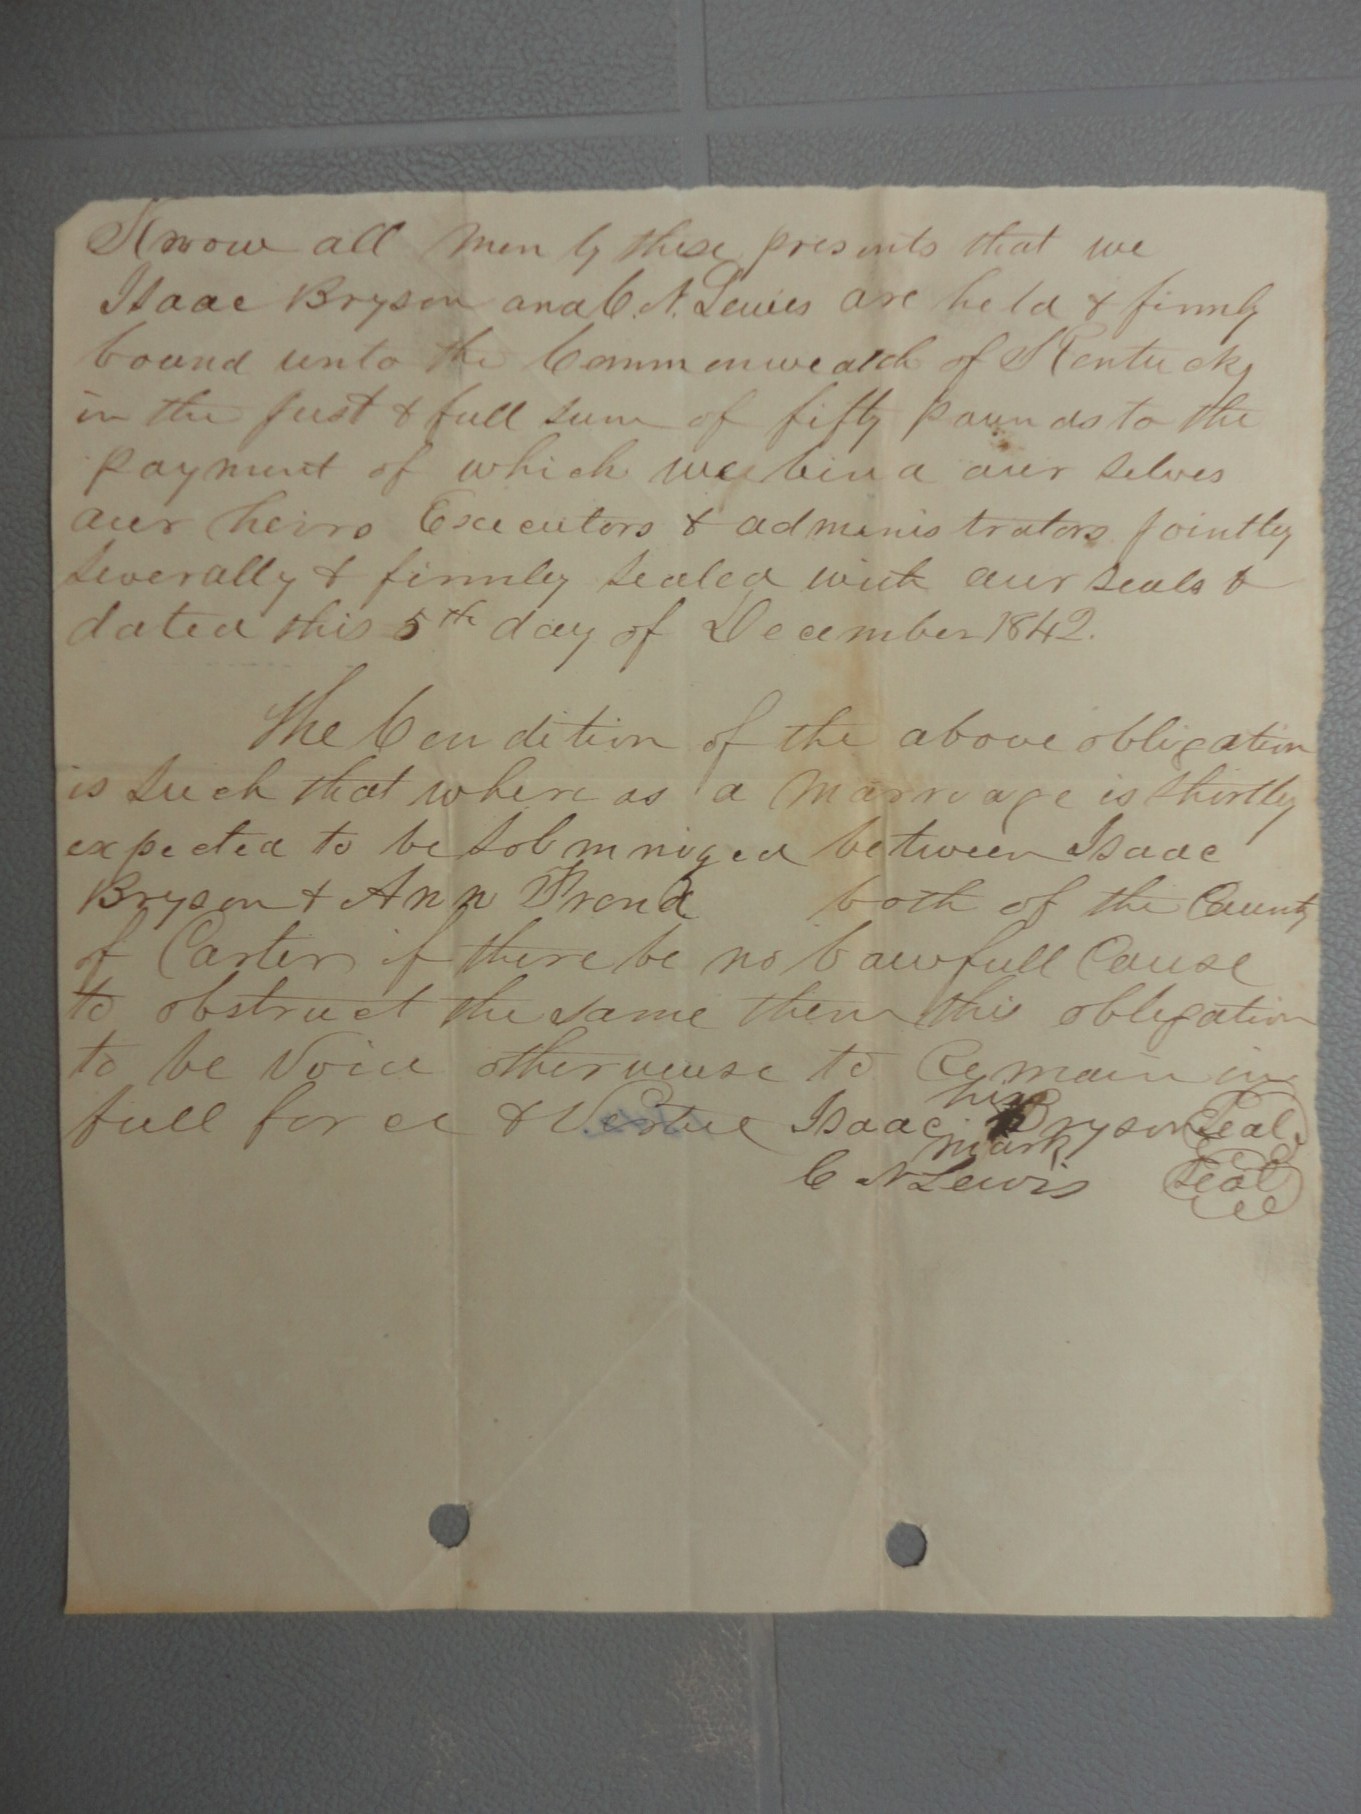 Know all men by these presents that we
Isaac Bryson and C. N. Lewis are held & firmly
bound unto the Commonwealth of Kentucky
in the just & full sum of fifty pounds to the
payment of which we bind our selves
our heirs Executors & administrators jointly
severally & firmly sealed with our seals &
dated this 5th day of December 1842.
The Condition of the above obligation
is such that where as a marriage is shortly
expected to be solmnized between Isaac
Bryson & Ann both of the County
of Carter if there be no lawfull cause
to obstruct the same then this obligation
to be void otherwise to remain in
full force & Vertue Isaac his Bryson Seal
mark
C N Lewis Seal